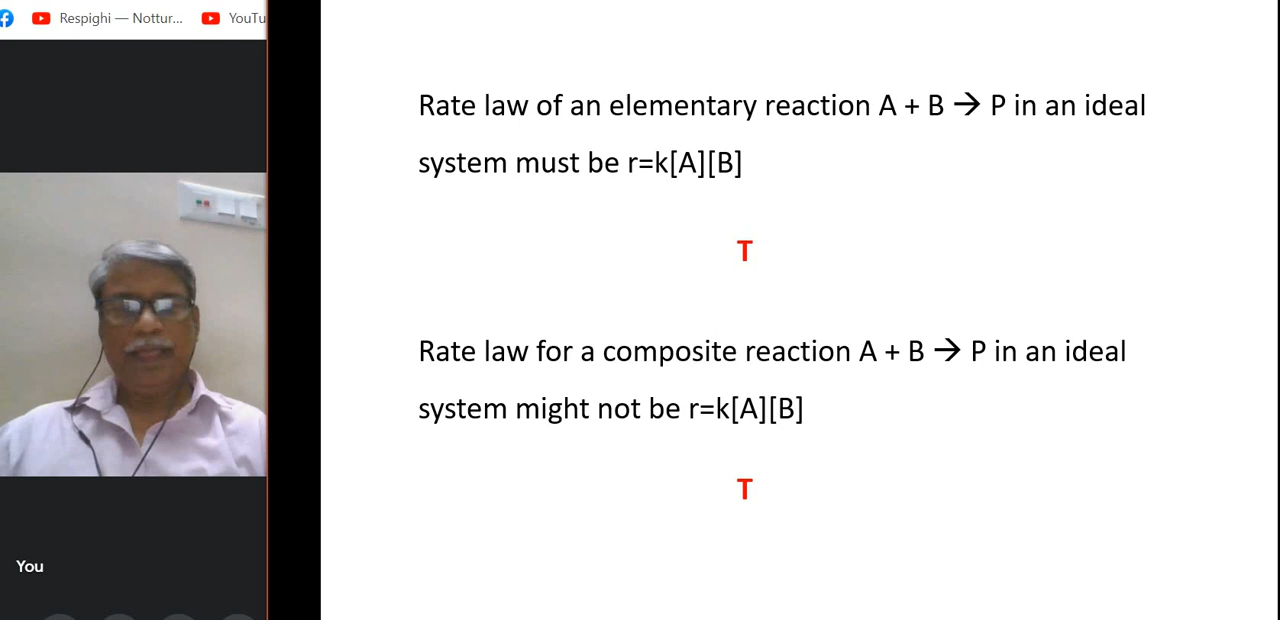 Respighi — Nottur... YouTu
Rate law of an elementary reaction A + B → P in an ideal
system must be r=k[A][B]
T
Rate law for a composite reaction A + B → P in an ideal
system might not be r=k[A][B]
T
You